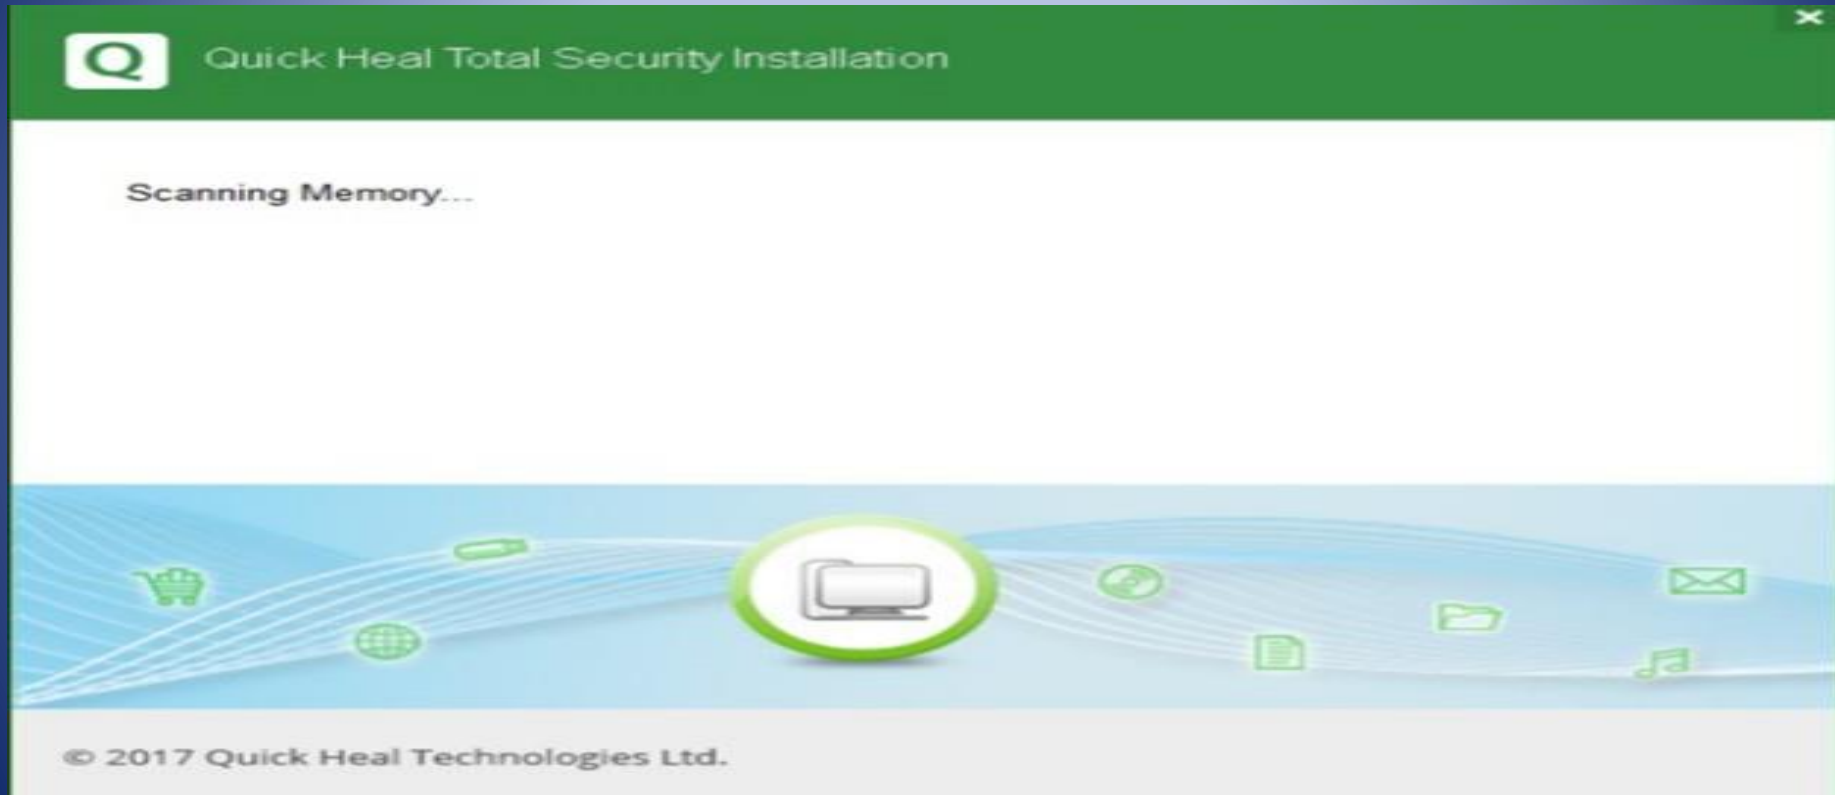 Q
Quick Heal Total Security Installation
Scanning Memory...
© 2017 Quick Heal Technologies Ltd.